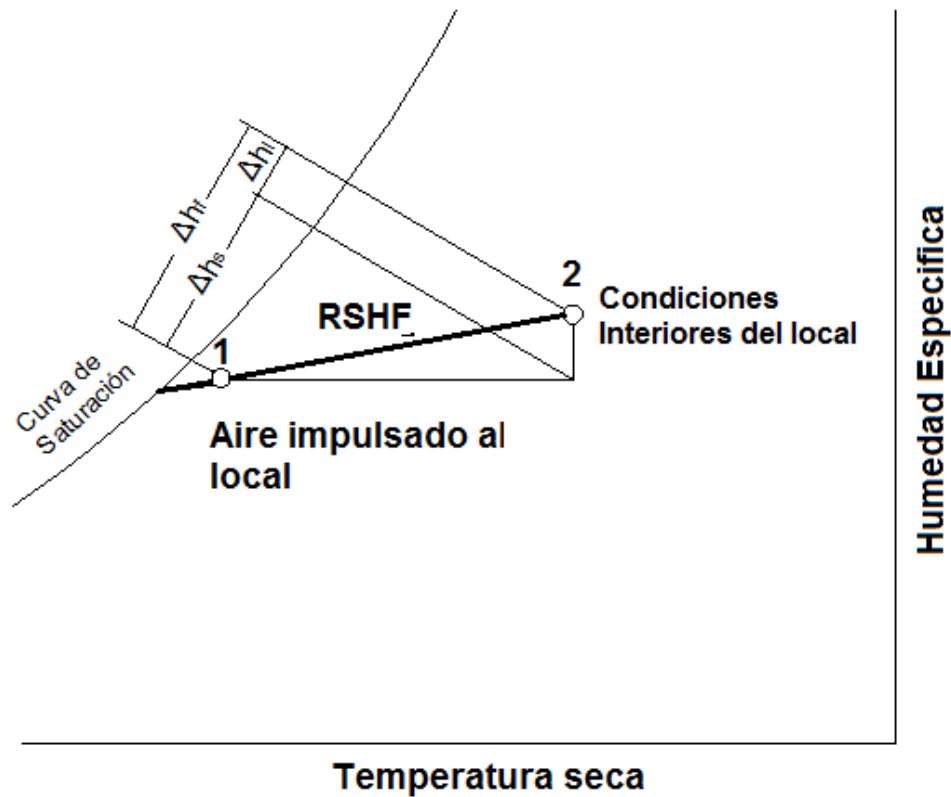 Δhₗ
Δhf
Δhₛ
2
Condiciones
Interiores del local
RSHF
1
Curva de
Saturación
Aire impulsado al
local
Humedad Especifica
Temperatura seca